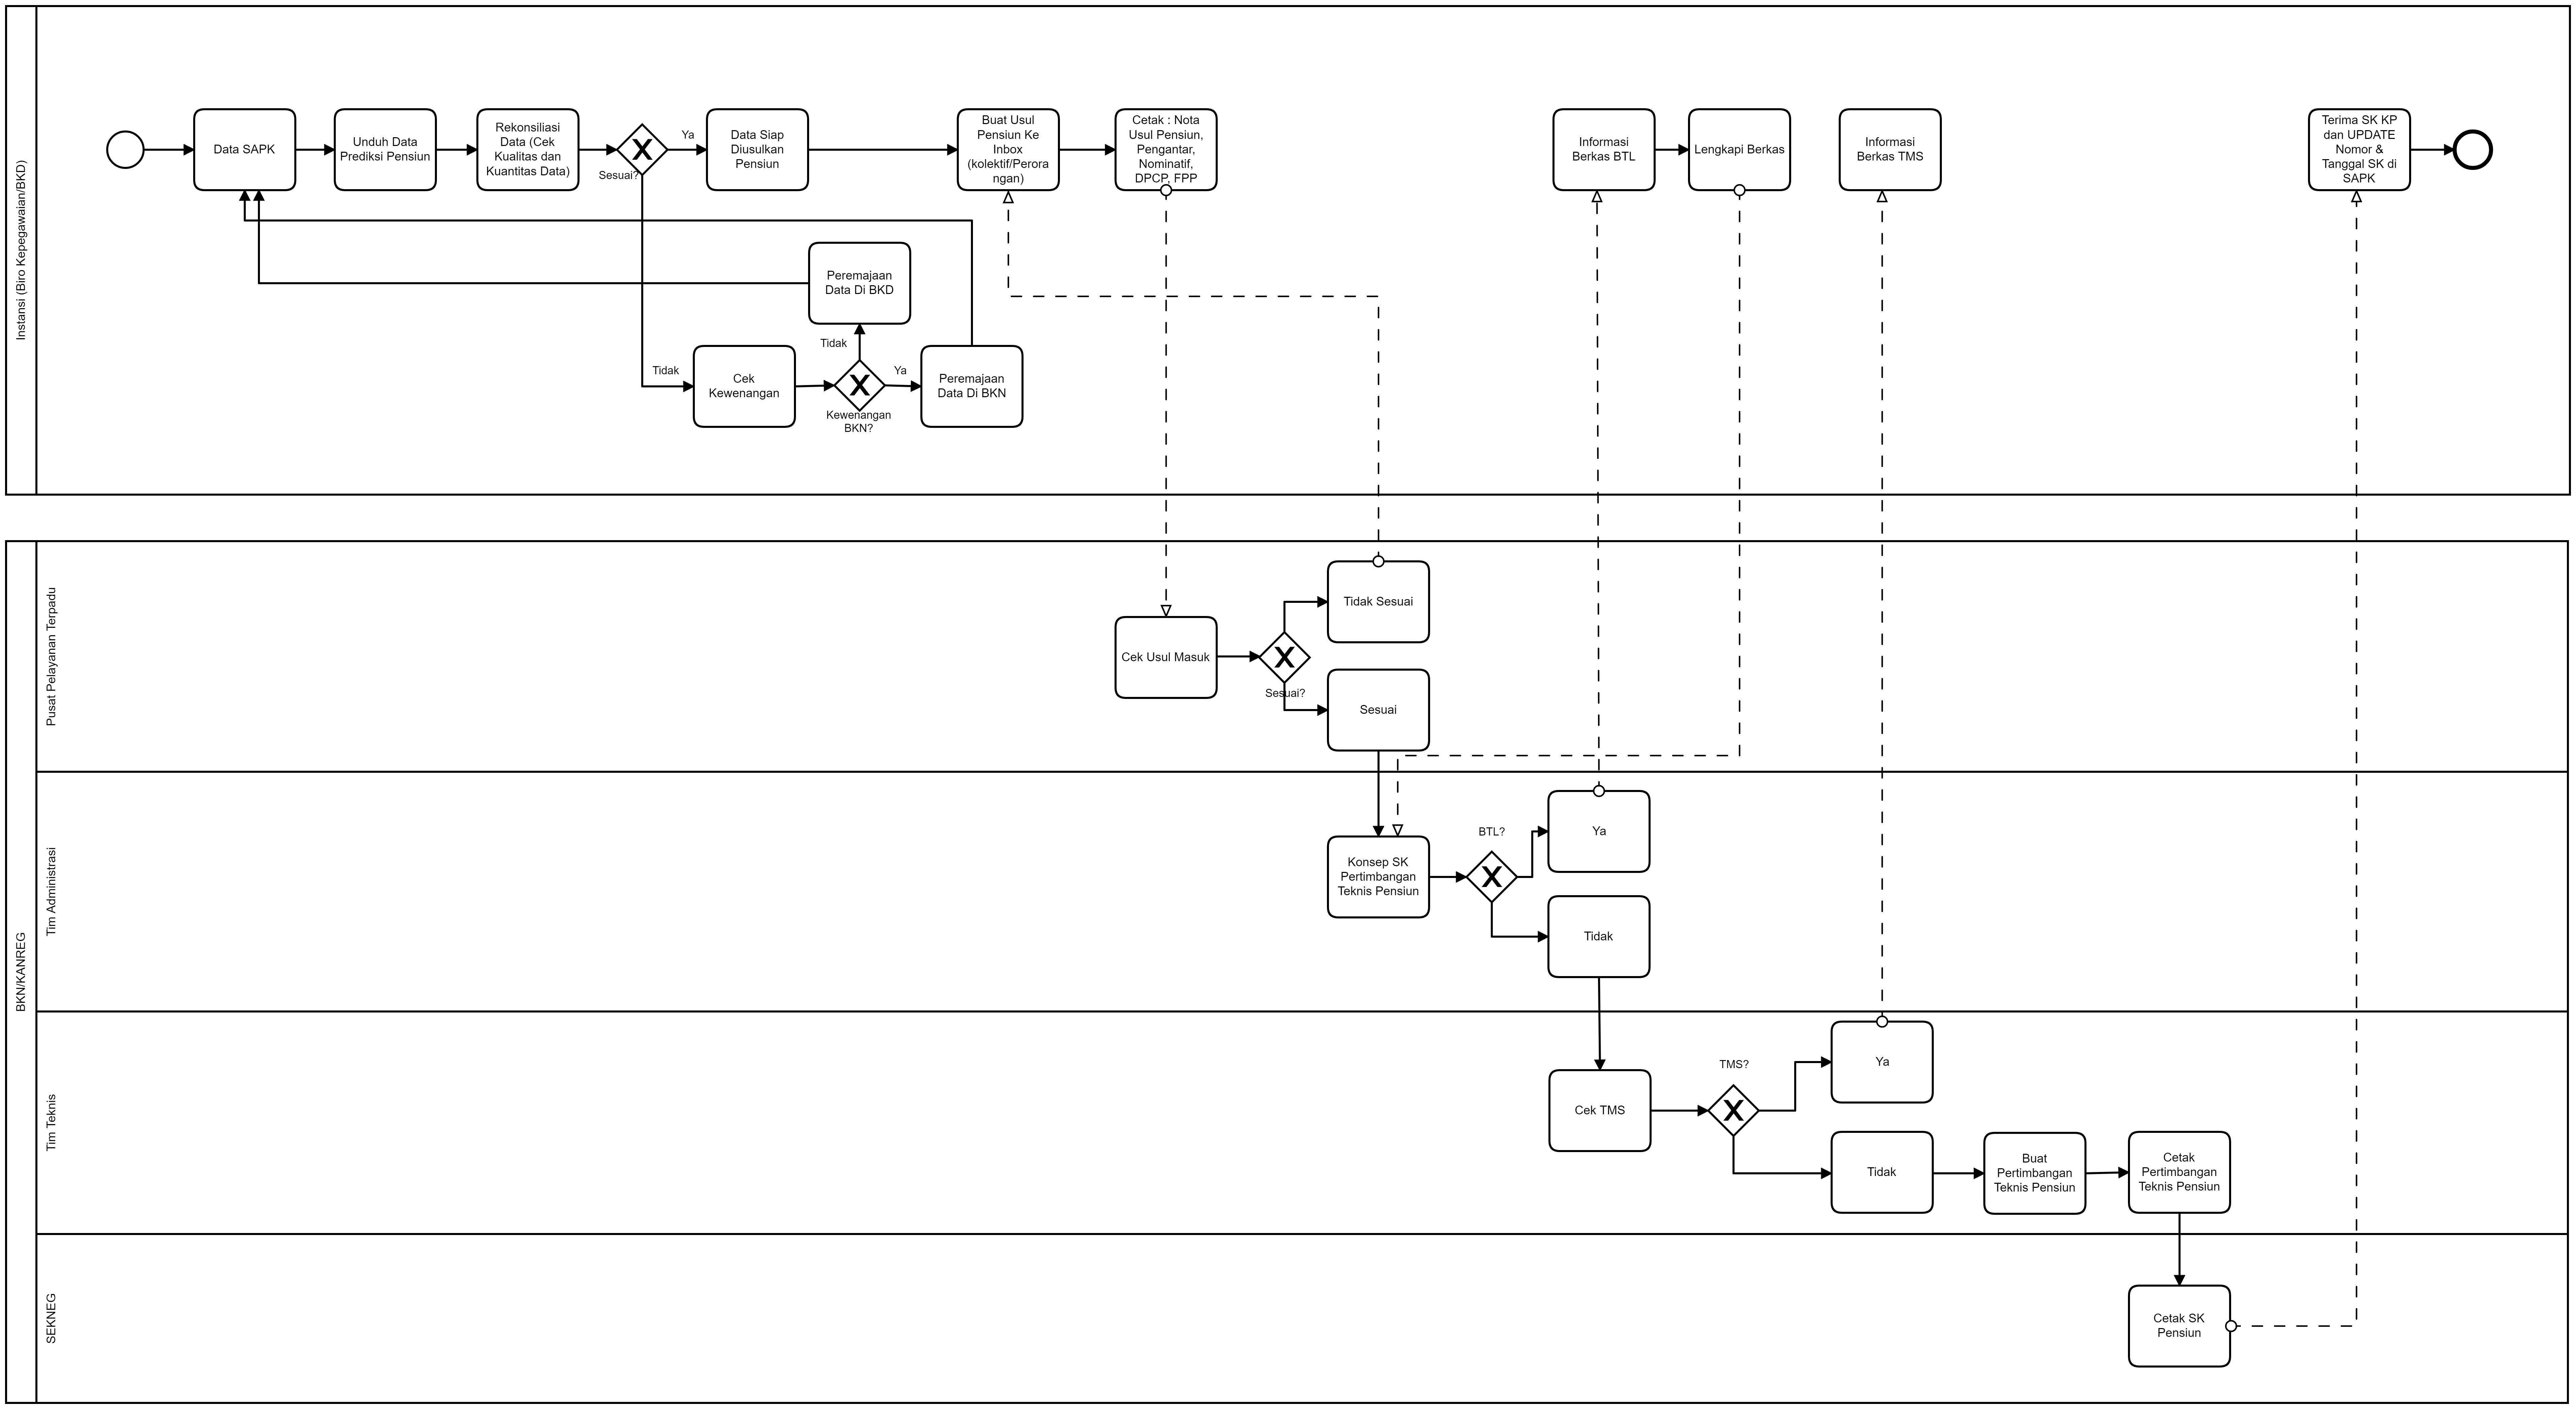 Instansi (Biro Kepegawaian/BKD)
Data SAPK
Unduh Data
Prediksi Pensiun
Rekonsiliasi
Data (Cek
Kualitas dan
Kuantitas Data)
Sesuai?
Ya
Data Siap
Diusulkan
Pensiun
Buat Usul
Pensiun Ke
Inbox
(kolektif/Perora
ngan)
Cetak : Nota
Usul Pensiun,
Pengantar,
Nominatif,
DPCP, FPP
Informasi
Berkas BTL
Lengkapi Berkas
Informasi
Berkas TMS
Terima SK KP
dan UPDATE
Nomor &
Tanggal SK di
SAPK
Peremajaan
Data Di BKD
Tidak
Tidak
Cek
Kewenangan
Kewenangan
BKN?
Ya
Peremajaan
Data Di BKN
BKN/KANREG
Pusat Pelayanan Terpadu
Cek Usul Masuk
Sesuai?
Tidak Sesuai
Sesuai
Tim Administrasi
Konsep SK
Pertimbangan
Teknis Pensiun
BTL?
Ya
Tidak
Tim Teknis
Cek TMS
TMS?
Ya
Tidak
Buat
Pertimbangan
Teknis Pensiun
Cetak
Pertimbangan
Teknis Pensiun
SEKNEG
Cetak SK
Pensiun